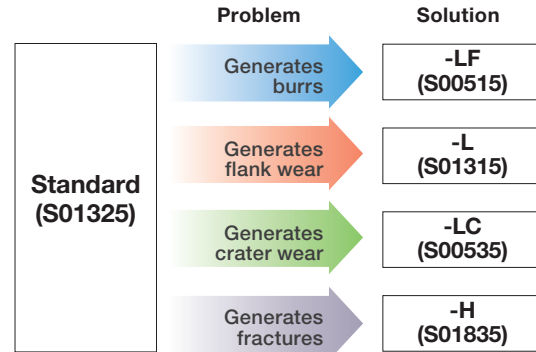 Problem
Solution
Standard
(S01325)
Generates
burrs
-LF
(S00515)
Generates
flank wear
-L
(S01315)
Generates
crater wear
-LC
(S00535)
Generates
fractures
-H
(S01835)